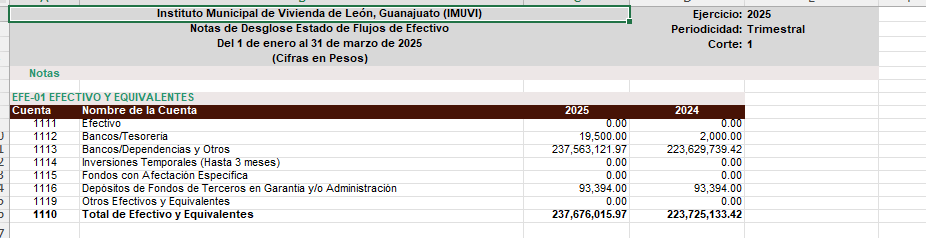 Instituto Municipal de Vivienda de León, Guanajuato (IMUVI) Ejercicio: 2025
Notas de Desglose Estado de Flujos de Efectivo Periodicidad: Trimestral
Del 1 de enero al 31 de marzo de 2025 Corte: 1
(Cifras en Pesos)
Notas
EFE-01 EFECTIVO Y EQUIVALENTES
Cuenta Nombre de la Cuenta 2025 2024
1111 Efectivo 0.00 0.00
1112 Bancos/Tesorería 19,500.00 2,000.00
1113 Bancos/Dependencias y Otros 237,563,121.97 223,629,739.42
1114 Inversiones Temporales (Hasta 3 meses) 0.00 0.00
1115 Fondos con Afectación Específica 0.00 0.00
1116 Depósitos de Fondos de Terceros en Garantía y/o Administración 93,394.00 93,394.00
1119 Otros Efectivos y Equivalentes 0.00 0.00
1110 Total de Efectivo y Equivalentes 237,676,015.97 223,725,133.42